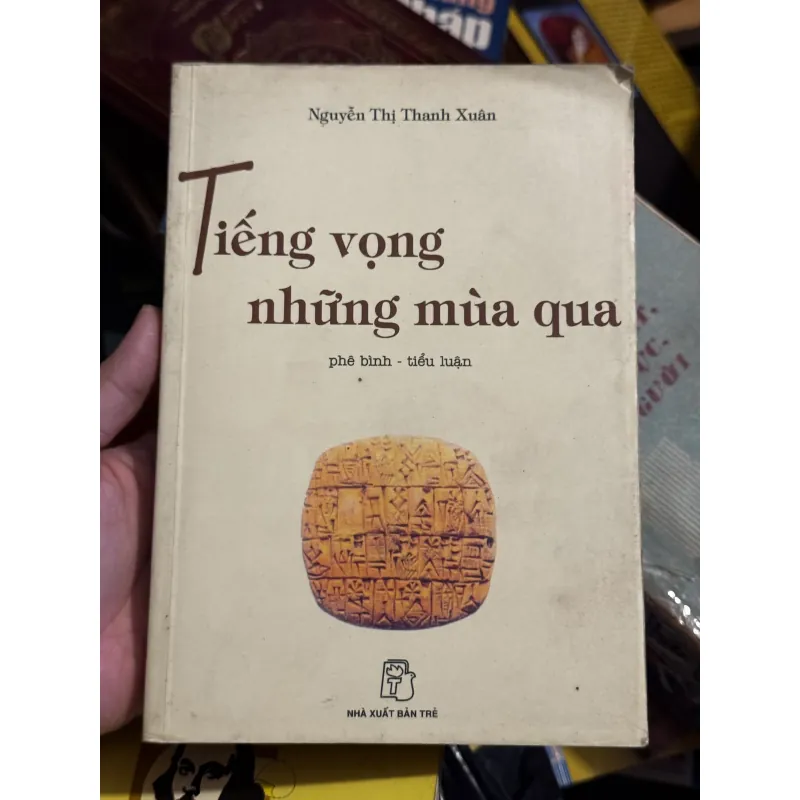 Nguyễn Thị Thanh Xuân
Tiếng vọng
những mùa qua
phê bình - tiểu luận
NHÀ XUẤT BẢN TRẺ